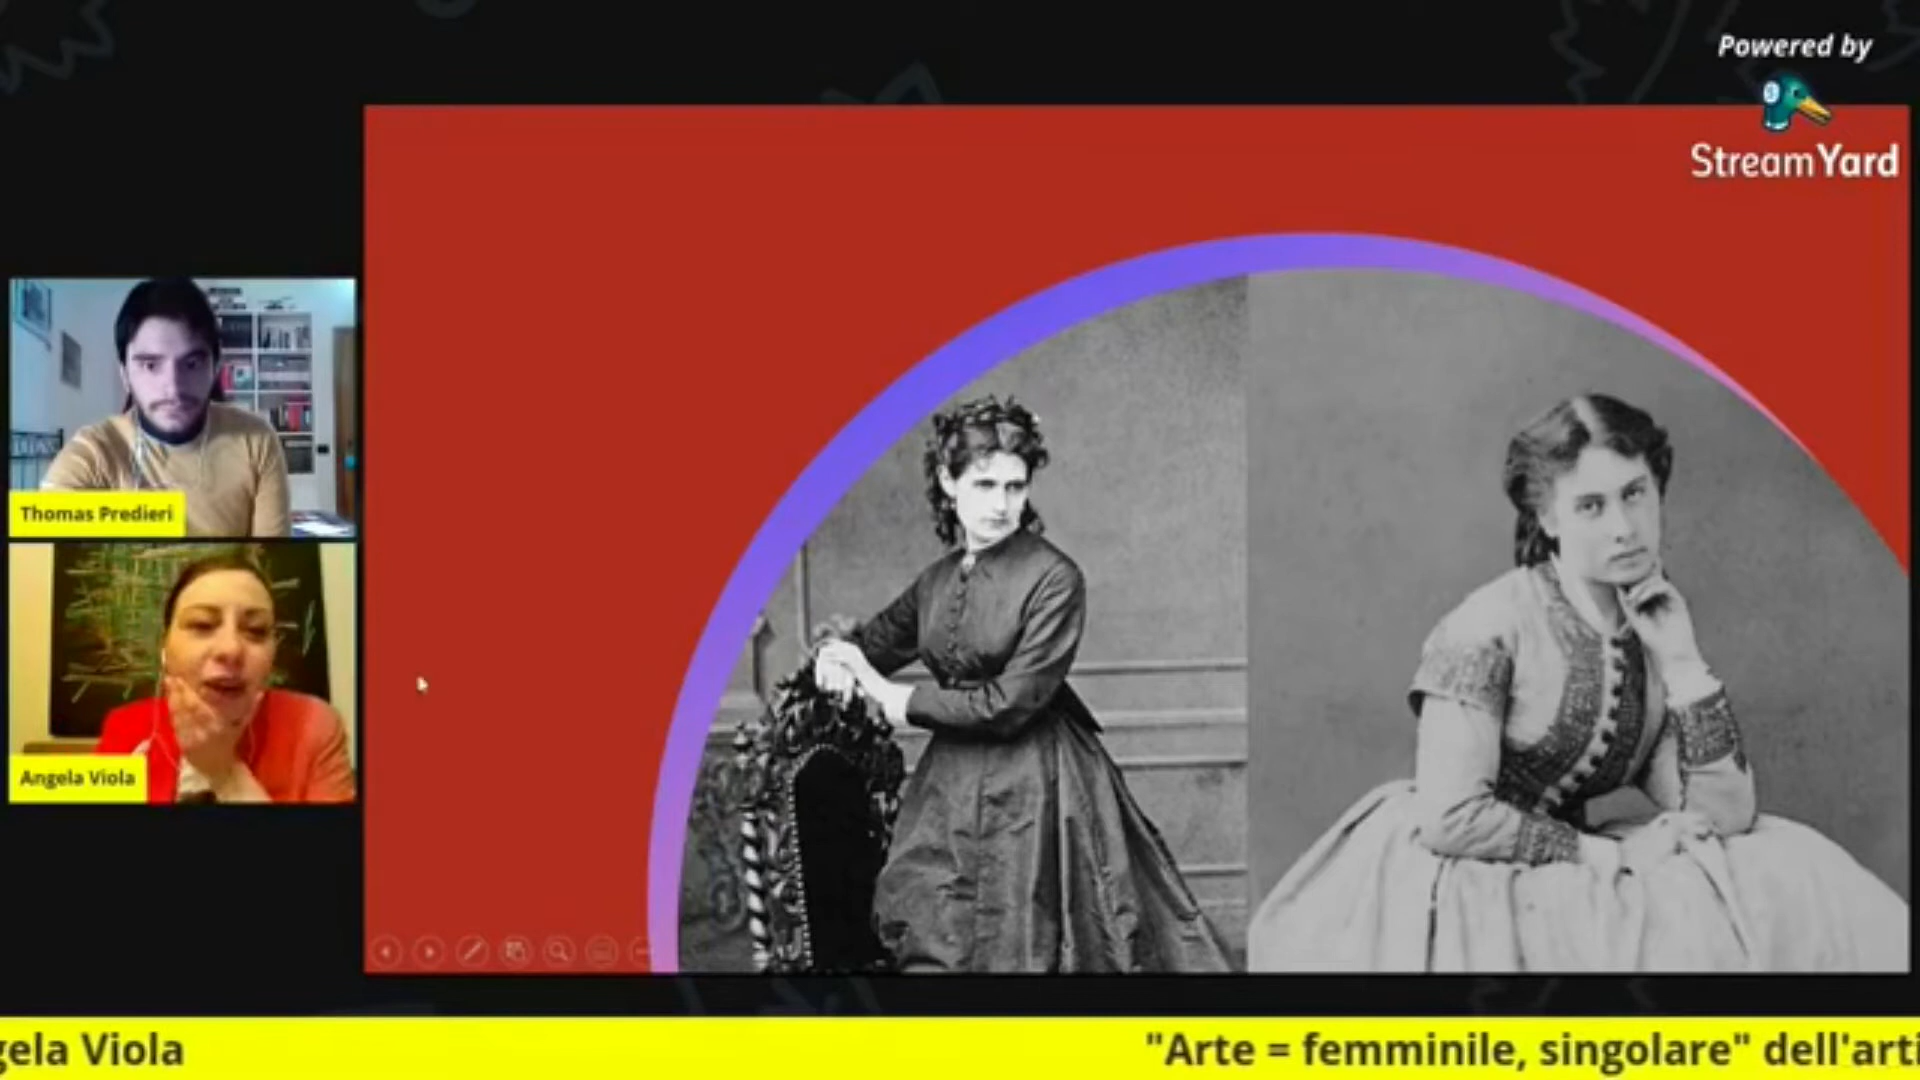 Powered by
StreamYard
Thomas Predieri
Angela Viola
gela Viola
"Arte = femminile, singolare" dell'arti